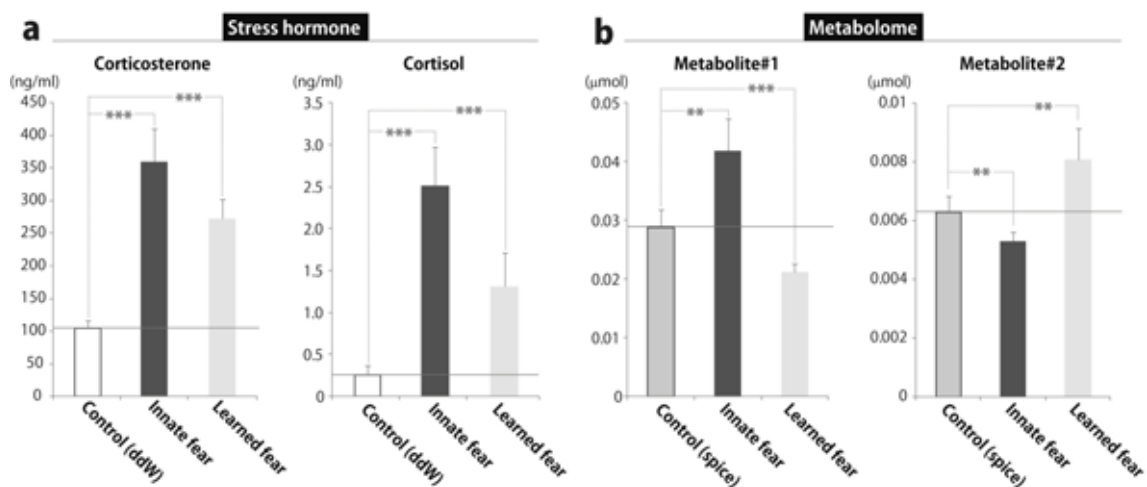 a
Stress hormone
Corticosterone
(ng/ml)
450
400
350
300
250
200
150
100
50
0
***
***
Control (ddW)
Innate fear
Learned fear
Cortisol
(ng/ml)
3.5
3.0
2.5
2.0
1.5
1.0
0.5
0
***
***
Control (ddW)
Innate fear
Learned fear
b
Metabolome
Metabolite#1
(μmol)
0.05
0.04
0.03
0.02
0.01
0
***
**
Control (spice)
Innate fear
Learned fear
Metabolite#2
(μmol)
0.01
0.008
0.006
0.004
0.002
0
**
**
Control (spice)
Innate fear
Learned fear